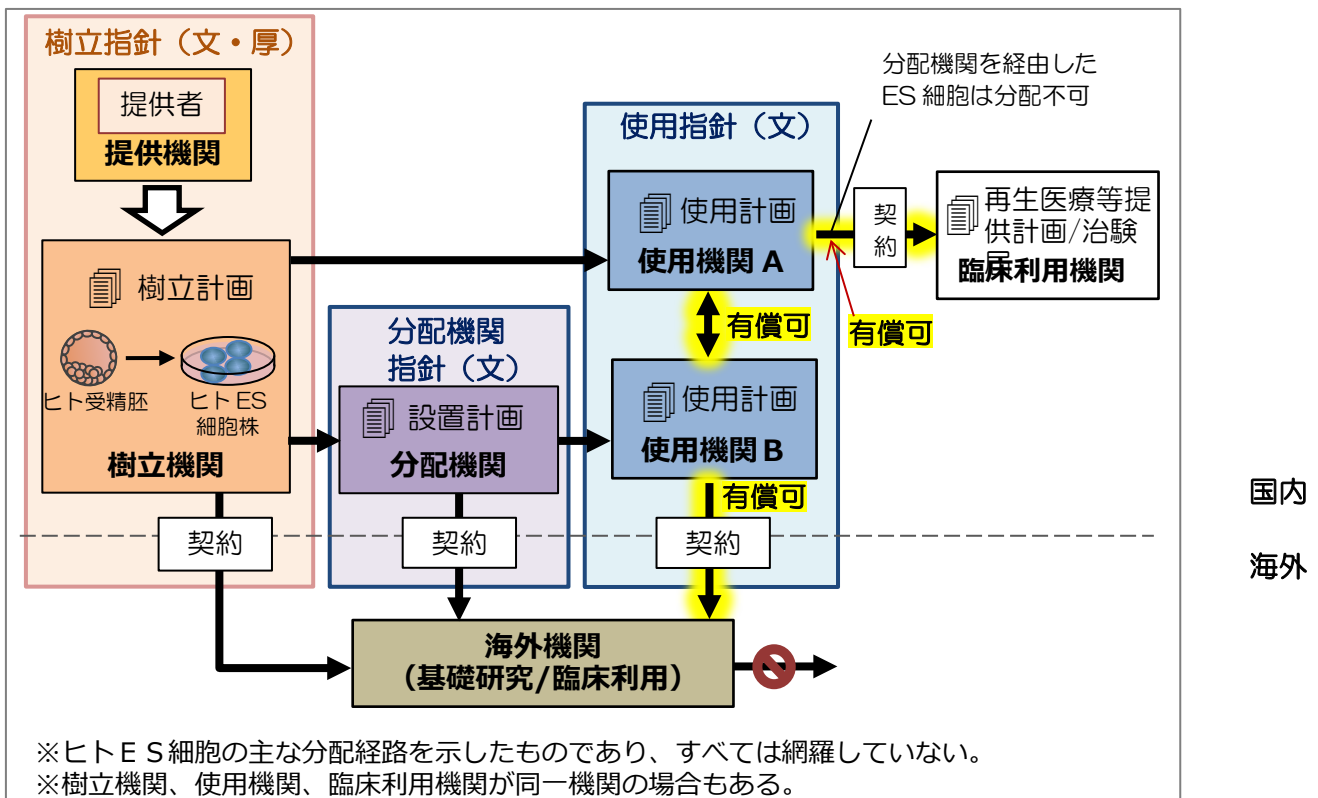 樹立指針（文・厚）
提供者
提供機関
樹立計画
ヒト受精胚
ヒト ES
細胞株
樹立機関
契約
分配機関
指針（文）
設置計画
分配機関
契約
使用指針（文）
使用計画
使用機関 A
有償可
使用計画
使用機関 B
有償可
契約
分配機関を経由した
ES 細胞は分配不可
契
約
有償可
再生医療等提
供計画/治験
臨床利用機関
国内
海外
海外機関
（基礎研究/臨床利用）
※ヒトＥＳ細胞の主な分配経路を示したものであり、すべては網羅していない。
※樹立機関、使用機関、臨床利用機関が同一機関の場合もある。